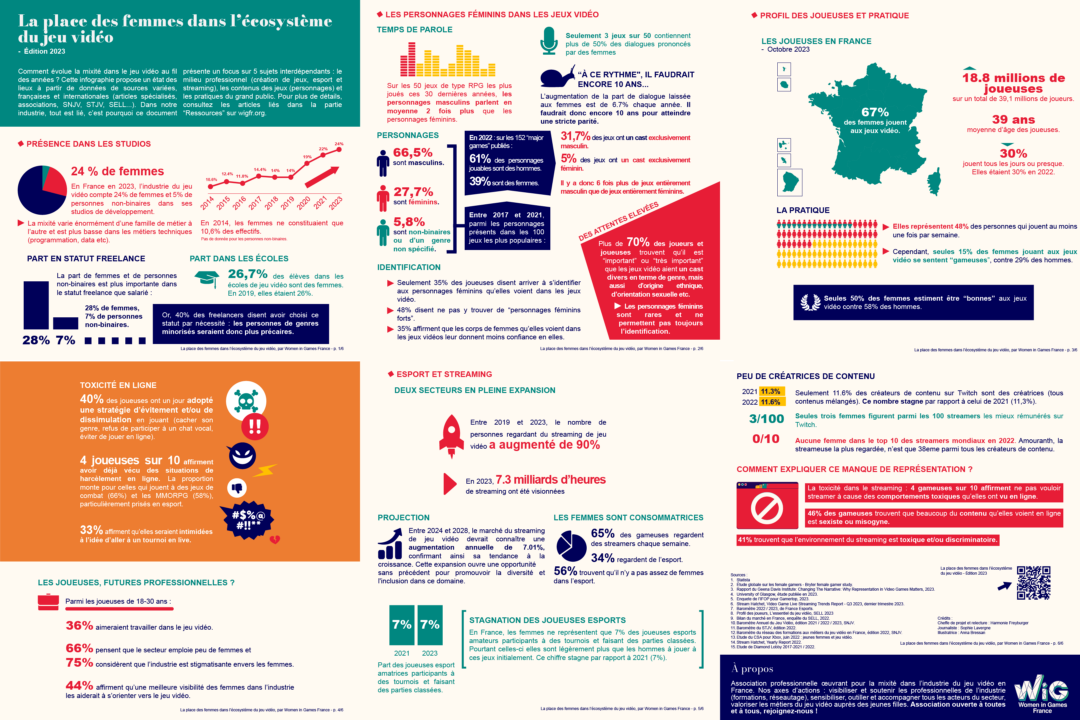 La place des femmes dans l'écosystème
du jeu vidéo
- Édition 2023
Comment évolue la mixité dans le jeu vidéo au fil
des années ? Cette infographie propose un état des
lieux à partir de données de sources variées,
françaises et internationales (articles spécialisés,
associations, SNJV, STJV, SELL...). Dans notre
industrie, tout est lié, c'est pourquoi ce document
présente un focus sur 5 sujets interdépendants : le
milieu professionnel (création de jeux, esport et
streaming), les contenus des jeux (personnages) et
les pratiques du grand public. Pour plus de détails,
consultez les articles liés dans la partie
"Ressources" sur wigfr.org.
PRÉSENCE DANS LES STUDIOS
24 % de femmes
En France en 2023, l'industrie du jeu
vidéo compte 24% de femmes et 5% de
personnes non-binaires dans ses
studios de développement.
La mixité varie énormément d'une famille de métier à
l'autre et est plus basse dans les métiers techniques
(programmation, data etc).
10,6% 12,4% 11,8% 14,4% 14% 14% 19% 22% 24%
2014 2015 2016 2017 2018 2019 2020 2021 2023
En 2014, les femmes ne constituaient que
10,6% des effectifs.
Pas de donnée pour les personnes non-binaires.
PART EN STATUT FREELANCE
La part de femmes et de personnes
non-binaires est plus importante dans
le statut freelance que salarié :
28% de femmes,
7% de personnes
non-binaires.
28% 7%
PART DANS LES ÉCOLES
26,7% des élèves dans les
écoles de jeu vidéo sont des femmes.
En 2019, elles étaient 26%.
Or, 40% des freelancers disent avoir choisi ce
statut par nécessité : les personnes de genres
minorisés seraient donc plus précaires.
La place des femmes dans l'écosystème du jeu vidéo, par Women in Games France - p. 1/6
LES PERSONNAGES FÉMININS DANS LES JEUX VIDÉO
TEMPS DE PAROLE
Sur les 50 jeux de type RPG les plus
joués ces 30 dernières années, les
personnages masculins parlent en
moyenne 2 fois plus que les
personnages féminins.
Seulement 3 jeux sur 50 contiennent
plus de 50% des dialogues prononcés
par des femmes
"À CE RYTHME", IL FAUDRAIT
ENCORE 10 ANS...
L'augmentation de la part de dialogue laissée
aux femmes est de 6.7% chaque année. Il
faudrait donc encore 10 ans pour atteindre
une stricte parité.
PERSONNAGES
66,5%
sont masculins.
27,7%
sont féminins.
5,8%
sont non-binaires
ou d'un genre
non spécifié.
En 2022 : sur les 152 "major
games" publiés :
61% des personnages
jouables sont des hommes.
39% sont des femmes.
Entre 2017 et 2021,
parmi les personnages
présents dans les 100
jeux les plus populaires :
31,7% des jeux ont un cast exclusivement
masculin.
5% des jeux ont un cast exclusivement
féminin.
Il y a donc 6 fois plus de jeux entièrement
masculin que de jeux entièrement féminins.
DES ATTENTES ELEVÉES
Plus de 70% des joueurs et
joueuses trouvent qu'il est
"important" ou "très important"
que les jeux vidéo aient un cast
divers en terme de genre, mais
aussi d'origine ethnique,
d'orientation sexuelle etc.
Les personnages féminins
sont rares et ne
permettent pas toujours
l'identification.
IDENTIFICATION
Seulement 35% des joueuses disent arriver à s'identifier
aux personnages féminins qu'elles voient dans les jeux
vidéo.
48% disent ne pas y trouver de "personnages féminins
forts".
35% affirment que les corps de femmes qu'elles voient dans
les jeux vidéos leur donnent moins confiance en elles.
La place des femmes dans l'écosystème du jeu vidéo, par Women in Games France - p. 2/6
PROFIL DES JOUEUSES ET PRATIQUE
LES JOUEUSES EN FRANCE
- Octobre 2023
67%
des femmes jouent
aux jeux vidéo.
18.8 millions de
joueuses
sur un total de 39,1 millions de joueurs.
39 ans
moyenne d'âge des joueuses.
30%
jouent tous les jours ou presque.
Elles étaient 30% en 2022.
LA PRATIQUE
Elles représentent 48% des personnes qui jouent au moins
une fois par semaine.
Cependant, seules 15% des femmes jouant aux jeux
vidéo se sentent "gameuses", contre 29% des hommes.
Seules 50% des femmes estiment être "bonnes" aux jeux
vidéo contre 58% des hommes.
La place des femmes dans l'écosystème du jeu vidéo, par Women in Games France - p. 3/6
TOXICITÉ EN LIGNE
40% des joueuses ont un jour adopté
une stratégie d'évitement et/ou de
dissimulation en jouant (cacher son
genre, refus de participer à un chat vocal,
éviter de jouer en ligne).
4 joueuses sur 10 affirment
avoir déjà vécu des situations de
harcèlement en ligne. La proportion
monte pour celles qui jouent à des jeux de
combat (66%) et les MMORPG (58%),
particulièrement prisés en esport.
33% affirment qu'elles seraient intimidées
à l'idée d'aller à un tournoi en live.
!!
#$%@
#!!**
LES JOUEUSES, FUTURES PROFESSIONNELLES ?
Parmi les joueuses de 18-30 ans :
36% aimeraient travailler dans le jeu vidéo.
66% pensent que le secteur emploie peu de femmes et
75% considèrent que l'industrie est stigmatisante envers les femmes.
44% affirment qu'une meilleure visibilité des femmes dans l'industrie
les aiderait à s'orienter vers le jeu vidéo.
La place des femmes dans l'écosystème du jeu vidéo, par Women in Games France - p. 4/6
ESPORT ET STREAMING
DEUX SECTEURS EN PLEINE EXPANSION
Entre 2019 et 2023, le nombre de
personnes regardant du streaming de jeu
vidéo a augmenté de 90%
En 2023, 7.3 milliards d'heures
de streaming ont été visionnées
PROJECTION
Entre 2024 et 2028, le marché du streaming
de jeu vidéo devrait connaître une
augmentation annuelle de 7.01%,
confirmant ainsi sa tendance à la
croissance. Cette expansion ouvre une opportunité
sans précédent pour promouvoir la diversité et
l'inclusion dans ce domaine.
LES FEMMES SONT CONSOMMATRICES
65% des gameuses regardent
des streamers chaque semaine.
34% regardent de l'esport.
56% trouvent qu'il n'y a pas assez de femmes
dans l'esport.
7% 7%
2021 2023
Part des joueuses esport
amatrices participants à
des tournois et faisant
des parties classées.
STAGNATION DES JOUEUSES ESPORTS
En France, les femmes ne représentent que 7% des joueurs esports
amateurs participants à des tournois et faisant des parties classées.
Pourtant celles-ci elles sont légèrement plus que les hommes à jouer à
ces jeux initialement. Ce chiffre stagne par rapport à 2021 (7%).
La place des femmes dans l'écosystème du jeu vidéo, par Women in Games France - p. 5/6
PEU DE CRÉATRICES DE CONTENU
2021 11.3%
2022 11.6%
Seulement 11.6% des créateurs de contenu sur Twitch sont des créatrices (tous
contenus mélangés). Ce nombre stagne par rapport à celui de 2021 (11,3%).
3/100
Seules trois femmes figurent parmi les 100 streamers les mieux rémunérés sur
Twitch.
0/10
Aucune femme dans le top 10 des streamers mondiaux en 2022. Amouranth, la
streameuse la plus regardée, n'est que 38eme parmi tous les créateurs de contenu.
COMMENT EXPLIQUER CE MANQUE DE REPRÉSENTATION ?
La toxicité dans le streaming : 4 gameuses sur 10 affirment ne pas vouloir
streamer à cause des comportements toxiques qu'elles ont vu en ligne.
46% des gameuses trouvent que beaucoup du contenu qu'elles voient en ligne
est sexiste ou misogyne.
41% trouvent que l'environnement du streaming est toxique et/ou discriminatoire.
Sources :
1. Statista
2. Etude globale sur les female gamers - Bryter female gamer study
3. Rapport du Geena Davis Institute: Changing The Narrative: Why Representation in Video Games Matters, 2023.
4. University of Glasgow, étude publiée en 2023
5. Enquête de l'IFOP pour Gamertop, 2023.
6. Stream Hatchet, Video Game Live Streaming Trends Report - Q3 2023, dernier trimestre 2023.
7. Baromètre 2022 / 2023, de France Esports
8. Profil des joueurs, L'essentiel du jeu vidéo, SELL 2023
9. Bilan du marché en France, enquête du SELL, 2022
10. Baromètre Annuel du Jeu Vidéo, édition 2021 / 2022 / 2023, SNJV
11. Baromètre du STJV, édition 2022
12. Baromètre du réseau des formations aux métiers du jeu vidéo en France, édition 2022, SNJV
13. Etude du CSA pour Xbox, juin 2022 : jeunes femmes et gaming
14. Stream Hatchet, Yearly Report 2022.
15. Etude de Diamond Lobby 2017-2021 / 2022.
La place des femmes dans l'écosystème
du jeu vidéo - Édition 2023
Crédits
Cheffe de projet et relecture : Harmonie Freyburger
Journaliste : Sophie Lavergne
Illustratrice : Anna Bressan
La place des femmes dans l'écosystème du jeu vidéo, par Women in Games France - p. 6/6
À propos
Association professionnelle œuvrant pour la mixité dans l'industrie du jeu vidéo en
France. Nos axes d'actions : visibiliser et soutenir les professionnelles de l'industrie
(formations, réseautage), sensibiliser, outiller et accompagner tous les acteurs du secteur,
valoriser les métiers du jeu vidéo auprès des jeunes filles. Association ouverte à toutes
et à tous, rejoignez-nous !
WiG
Women in Games
France